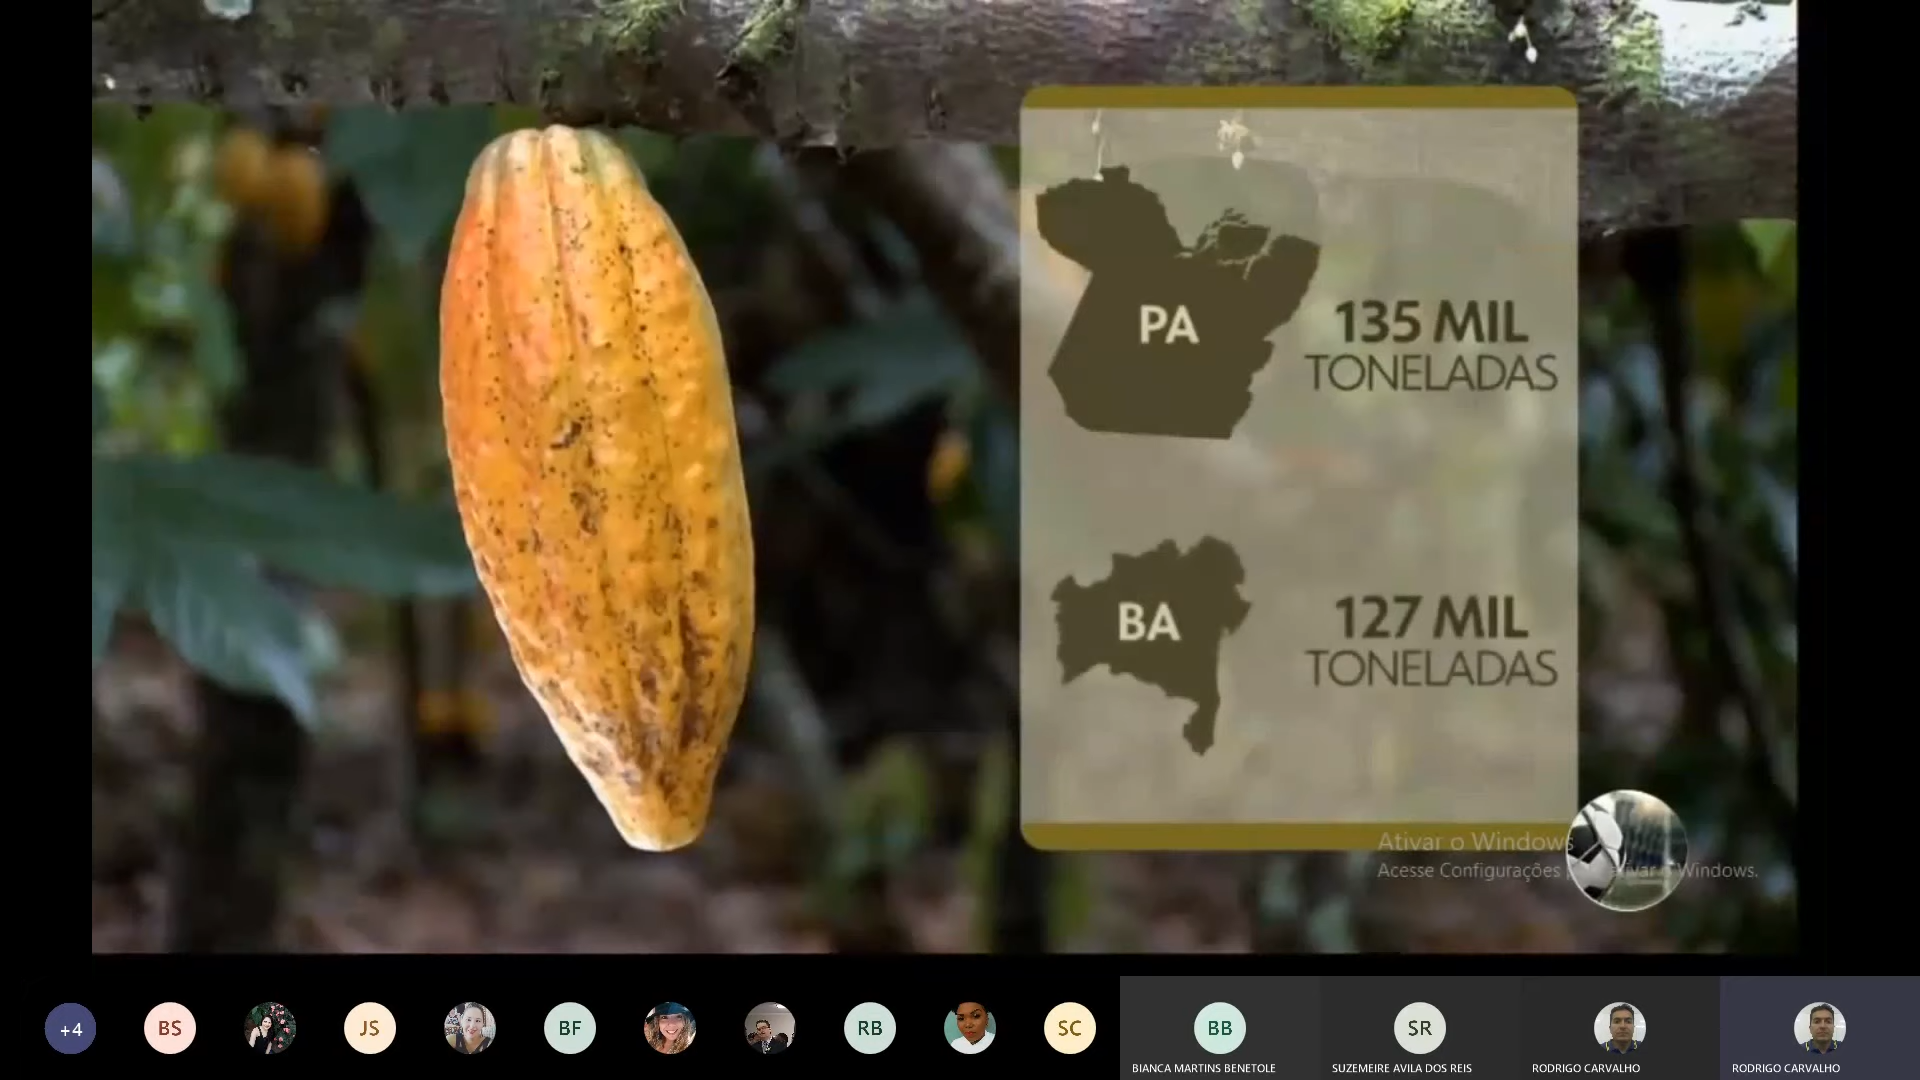 PA
135 MIL
TONELADAS
BA
127 MIL
TONELADAS
Ativar o Windows
Acesse Configurações ativar o Windows.
+4
BS
JS
BF
RB
SC
BB
SR
BIANCA MARTINS BENETOLE
SUZEMEIRE AVILA DOS REIS
RODRIGO CARVALHO
RODRIGO CARVALHO